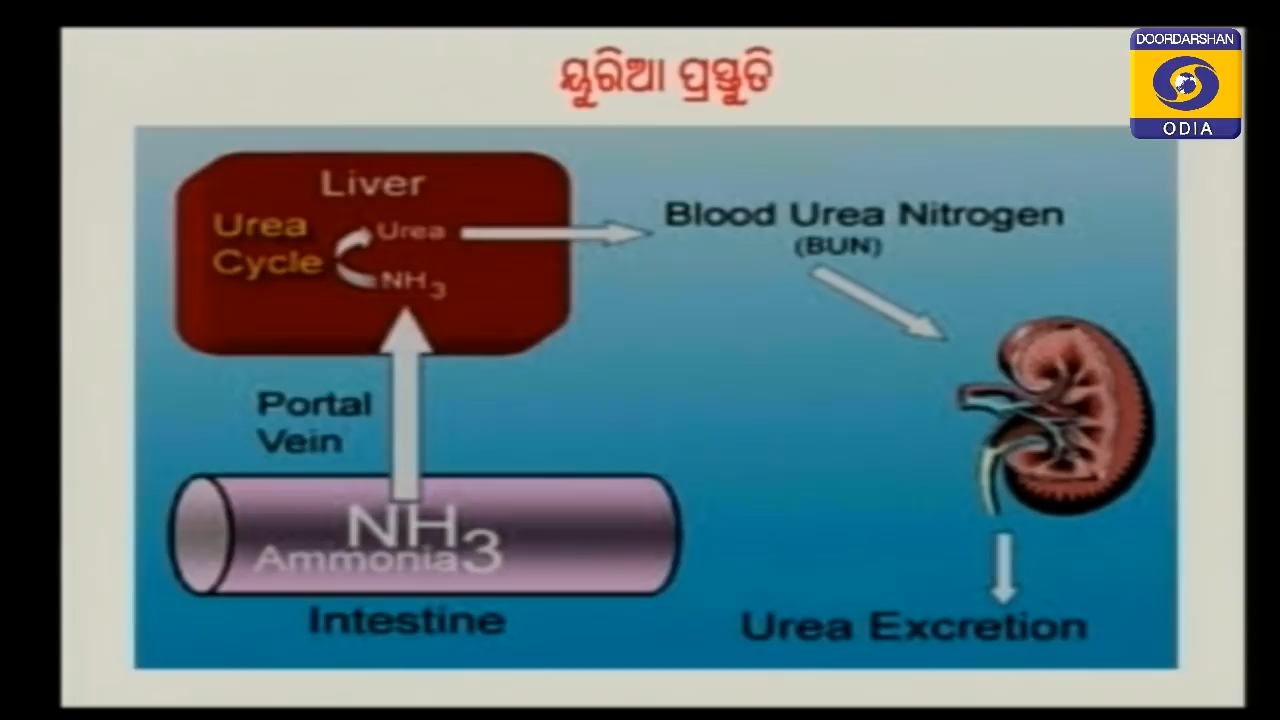 ୟୁରିଆ ପ୍ରସ୍ତୁତି
DOORDARSHAN
ODIA
Liver
Urea
Cycle
Urea
NH3
Blood Urea Nitrogen
(BUN)
Portal
Vein
NH3
Ammonia
Intestine
Urea Excretion